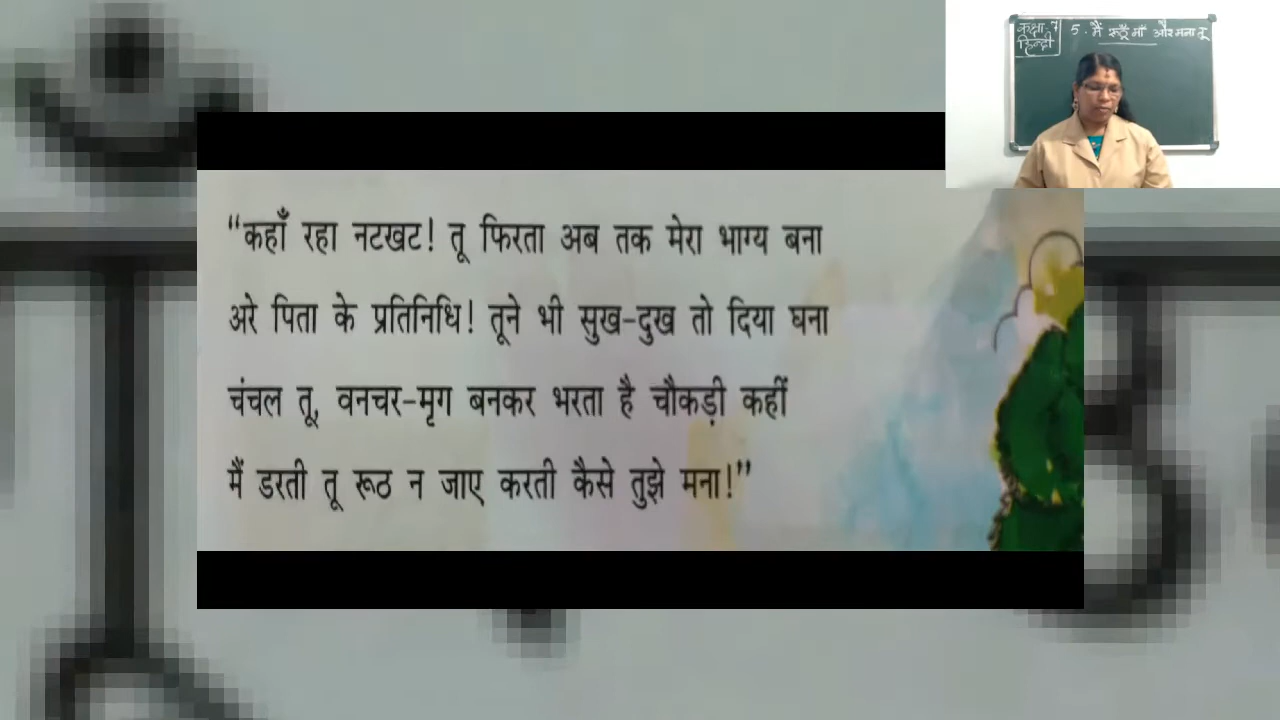 कक्षा 7
हिन्दी
5. मैं रूठूँ माँ और मना तू
“कहाँ रहा नटखट! तू फिरता अब तक मेरा भाग्य बना
अरे पिता के प्रतिनिधि! तूने भी सुख-दुख तो दिया घना
चंचल तू, वनचर-मृग बनकर भरता है चौकड़ी कहीं
मैं डरती तू रूठ न जाए करती कैसे तुझे मना!”